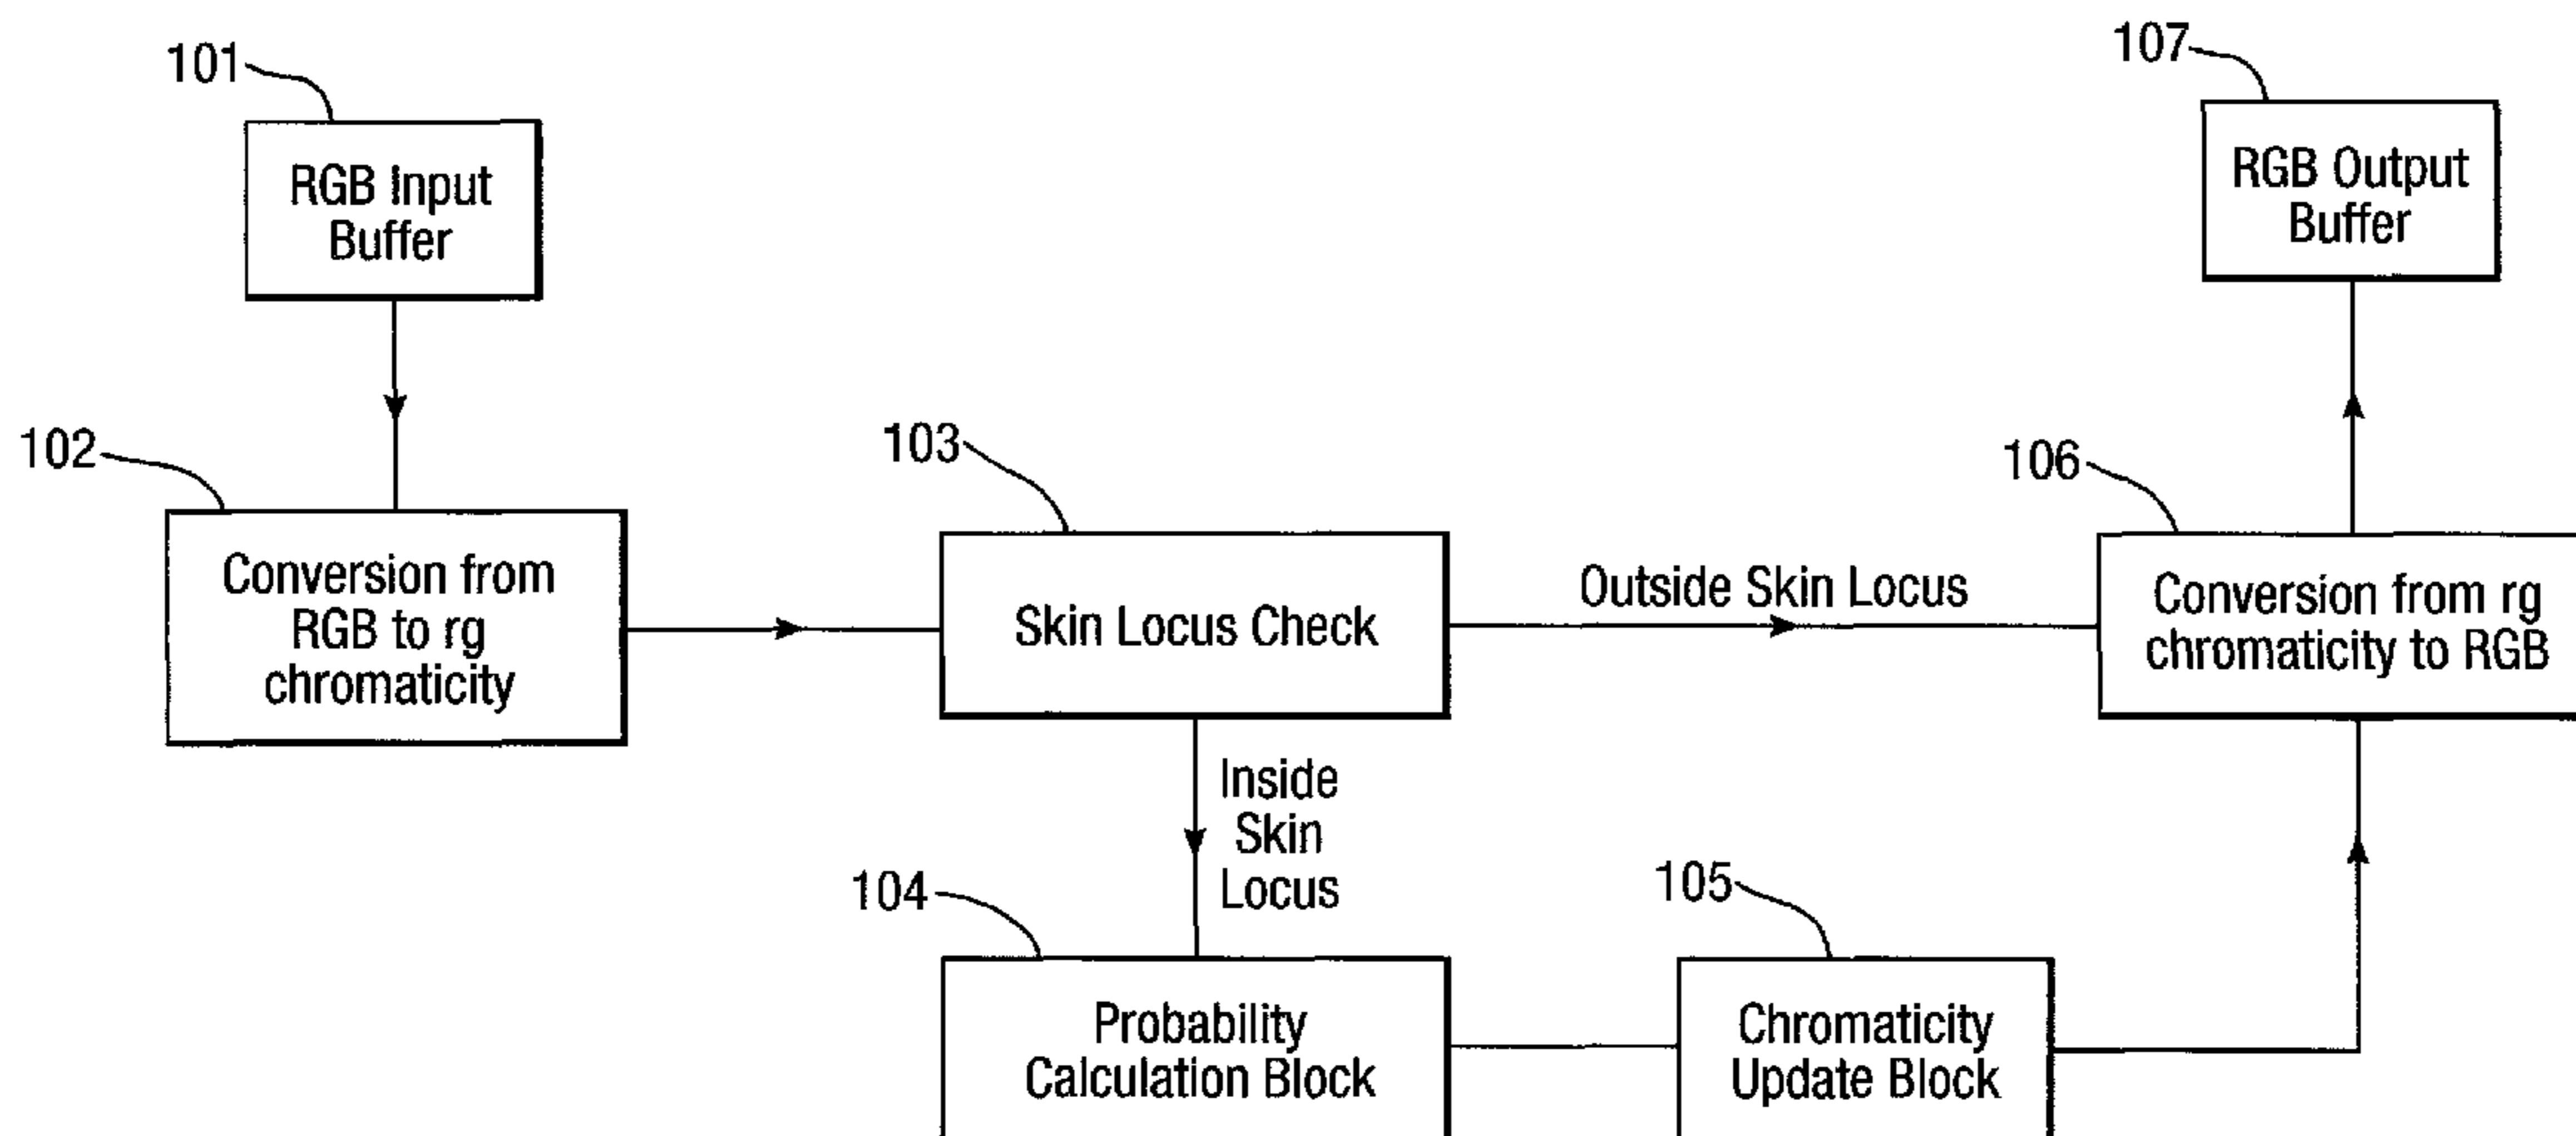 101
RGB Input
Buffer
107
RGB Output
Buffer
102
Conversion from
RGB to rg
chromaticity
103
Skin Locus Check
Outside Skin Locus
106
Conversion from rg
chromaticity to RGB
Inside
Skin
Locus
104
Probability
Calculation Block
105
Chromaticity
Update Block